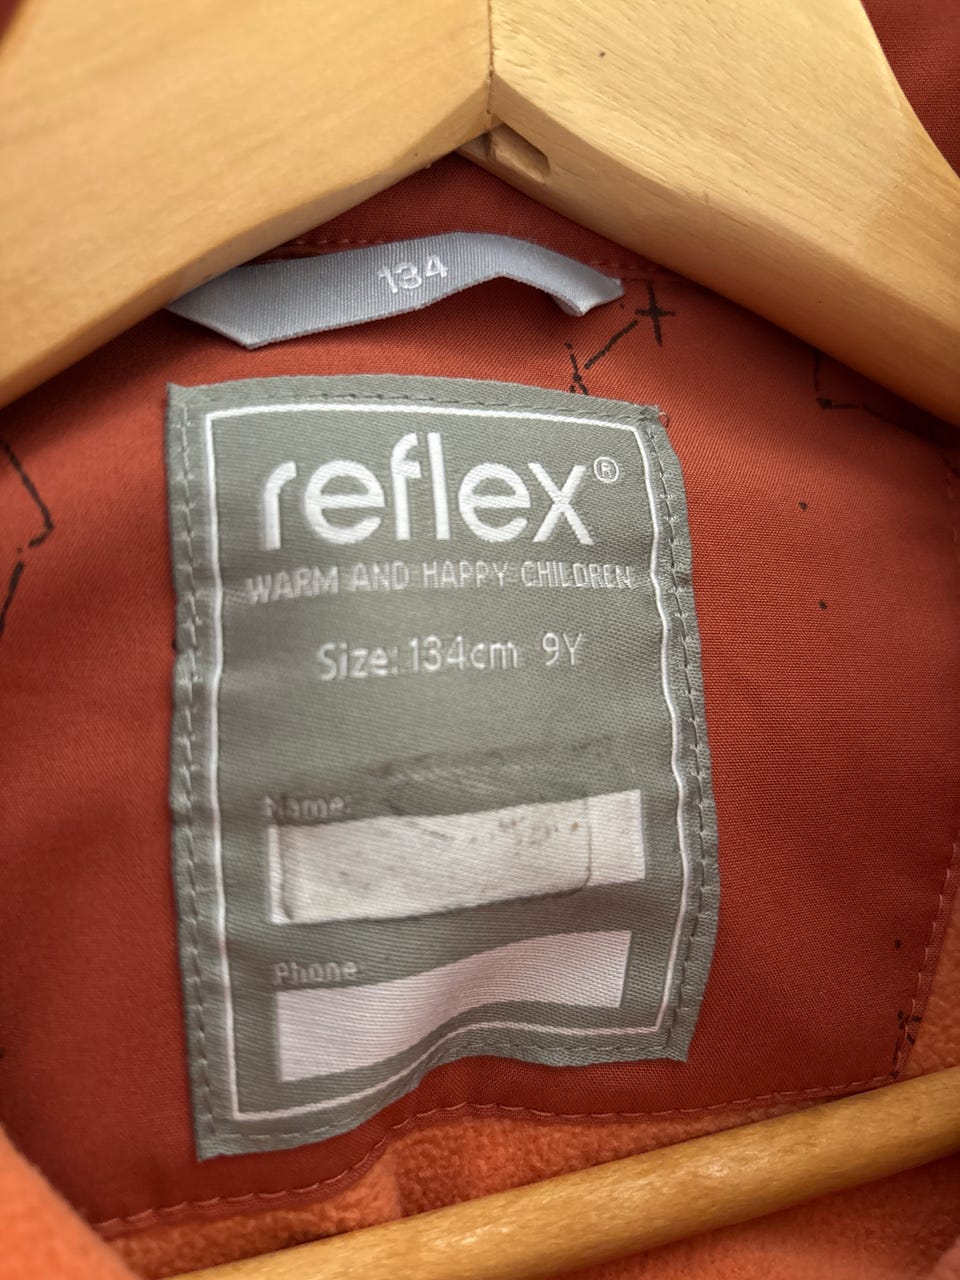 134
reflex®
WARM AND HAPPY CHILDREN
Size: 134cm 9Y
Name:
Phone